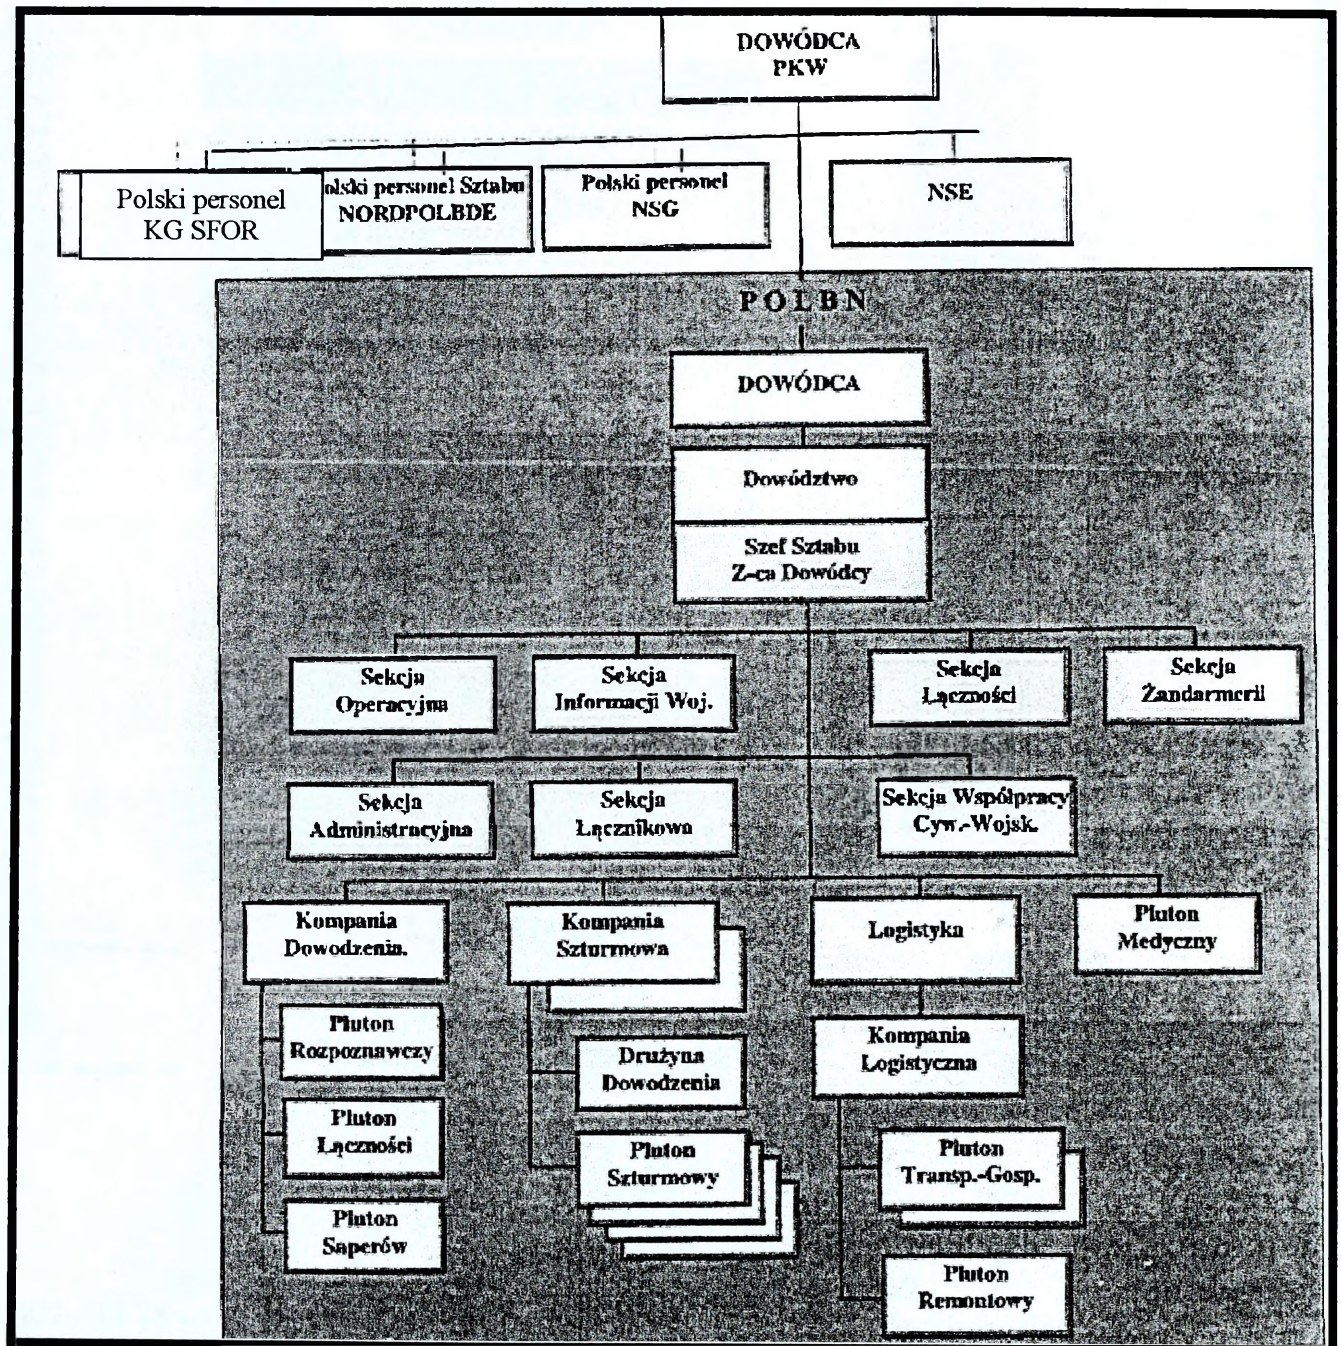 DOWÓDCA
PKW
Polski personel
KG SFOR
olski personel Sztabu
NORDPOLBDE
Polski personel
NSG
NSE
POLBN
DOWÓDCA
Dowództwo
Szef Sztabu
Z-ca Dowódcy
Sekcja
Operacyjna
Sekcja
Informacji Woj.
Sekcja
Łączności
Sekcja
Żandarmerii
Sekcja
Administracyjna
Sekcja
Łącznikowa
Sekcja Współpracy
Cyw.-Wojsk.
Kompania
Dowodzenia.
Kompania
Szturmowa
Logistyka
Pluton
Medyczny
Pluton
Rozpoznawczy
Drużyna
Dowodzenia
Kompania
Logistyczna
Pluton
Łączności
Pluton
Szturmowy
Pluton
Transp.-Gosp.
Pluton
Saperów
Pluton
Remontowy